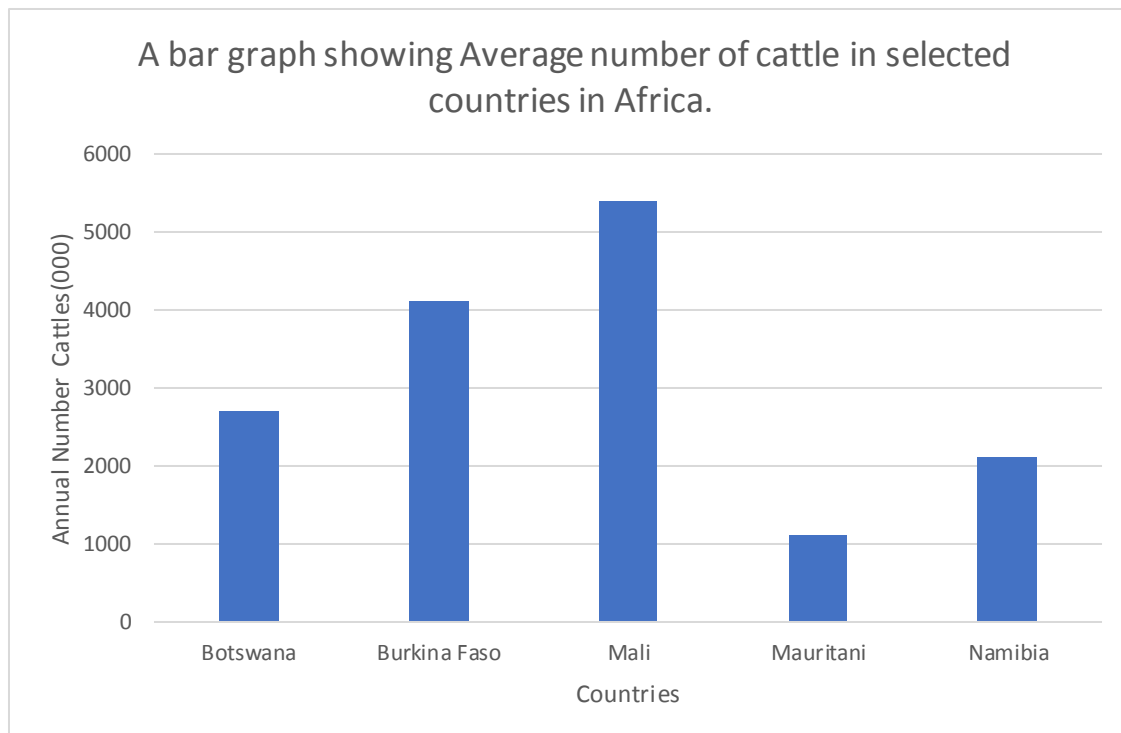 A bar graph showing Average number of cattle in selected
countries in Africa.
Annual Number Cattles(000)
6000
5000
4000
3000
2000
1000
0
Botswana Burkina Faso Mali Mauritani Namibia
Countries